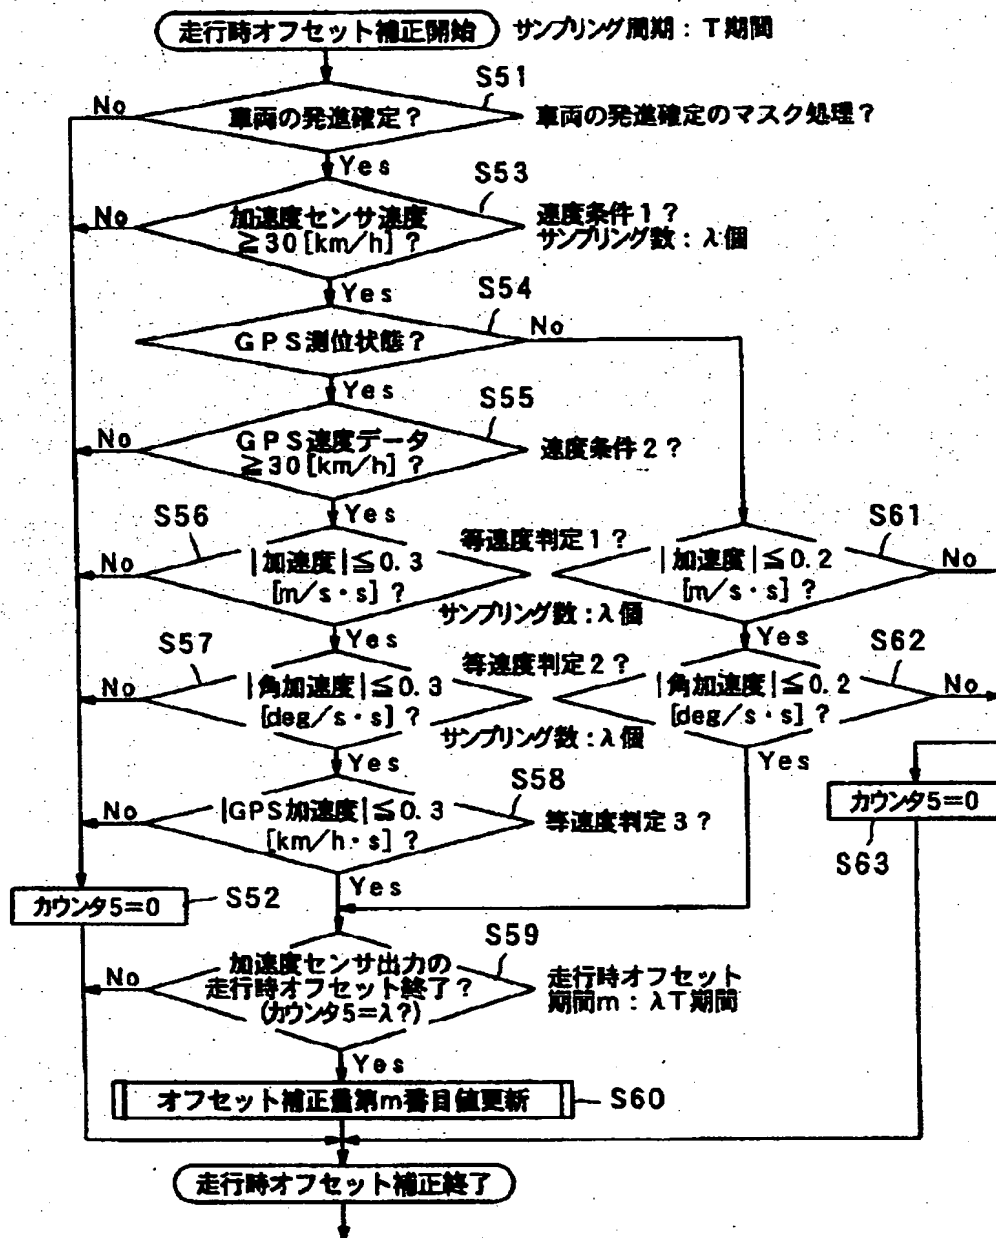 走行時オフセット補正開始 サンプリング周期：T期間
S51
No 車両の発進確定？ 車両の発進確定のマスク処理？
Yes
S53
No 加速度センサ速度 速度条件1？
≧30[km/h]？ サンプリング数：λ個
Yes
S54
GPS測位状態？ No
Yes
S55
No GPS速度データ 速度条件2？
≧30[km/h]？
Yes
S56 等速度判定1？ S61
No |加速度|≦0.3 |加速度|≦0.2 No
[m/s・s]？ [m/s・s]？
サンプリング数：λ個
Yes Yes
S57 等速度判定2？ S62
No |角加速度|≦0.3 |角加速度|≦0.2 No
[deg/s・s]？ [deg/s・s]？
サンプリング数：λ個
Yes Yes
S58
No |GPS加速度|≦0.3 等速度判定3？ カウンタ5=0
[km/h・s]？
S63
Yes
カウンタ5=0 S52
S59
No 加速度センサ出力の
走行時オフセット終了？ 走行時オフセット
(カウンタ5=λ?) 期間m：λT期間
Yes
オフセット補正量第m番目値更新 S60
走行時オフセット補正終了